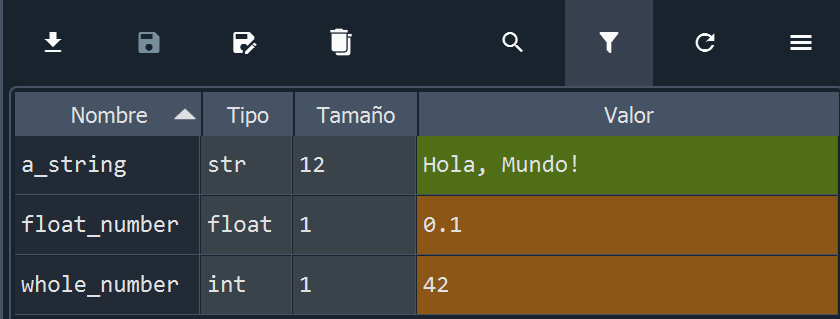 Nombre Tipo Tamaño Valor
a_string str 12 Hola, Mundo!
float_number float 1 0.1
whole_number int 1 42